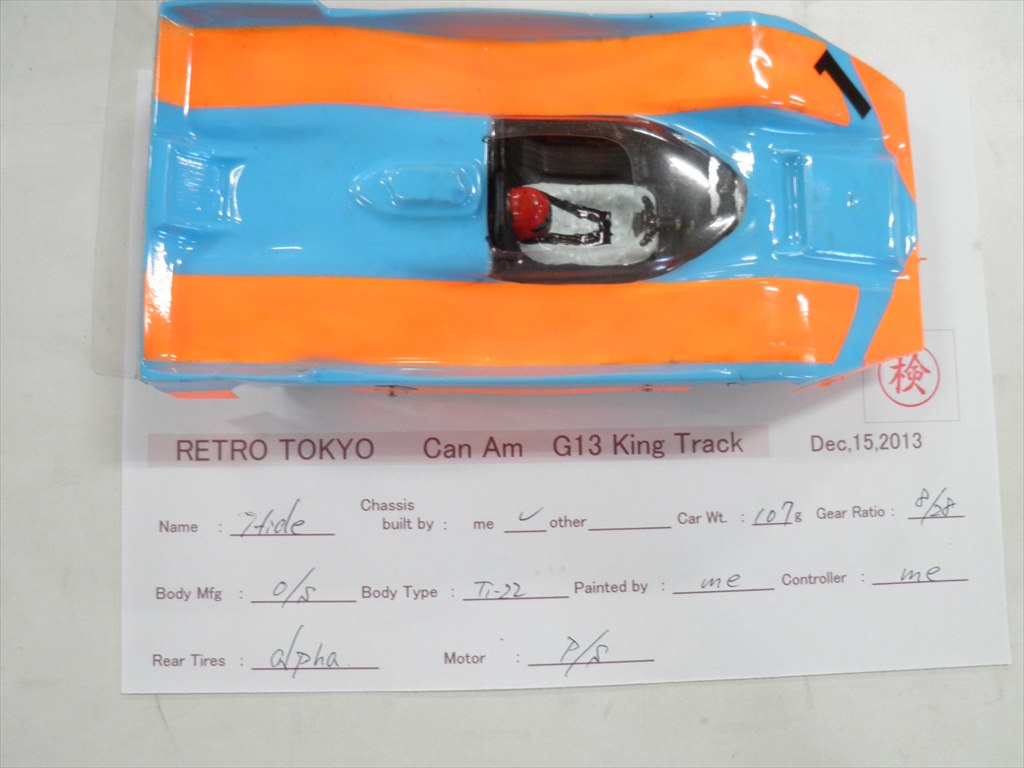 1
検
RETRO TOKYO Can Am G13 King Track Dec,15,2013
Name : Hide Chassis built by : me ✓ other Car Wt. : 107g Gear Ratio : 8/28
Body Mfg : O/S Body Type : Ti-22 Painted by : me Controller : me
Rear Tires : alpha Motor : P/S